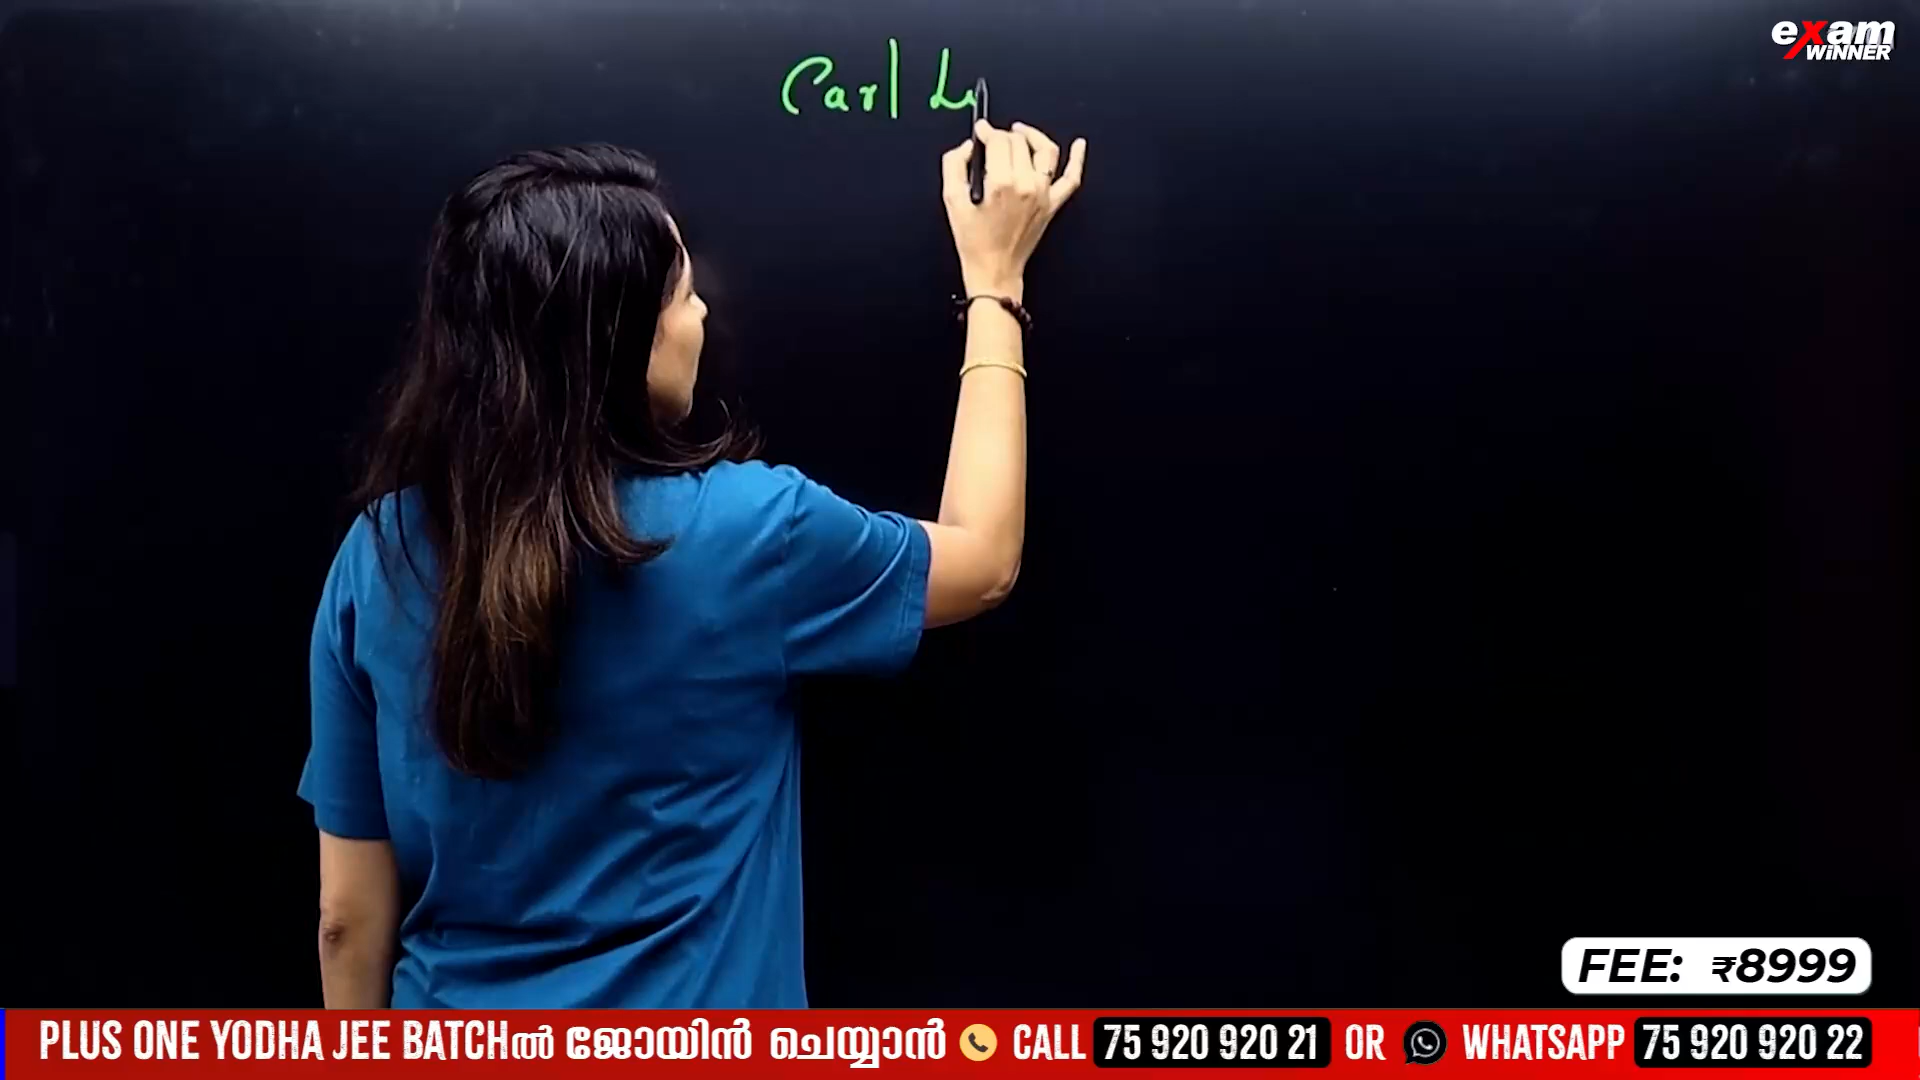 exam
WINNER
Carl
FEE: ₹8999
PLUS ONE YODHA JEE BATCHൽ ജോയിൻ ചെയ്യാൻ CALL 75 920 920 21 OR WHATSAPP 75 920 920 22